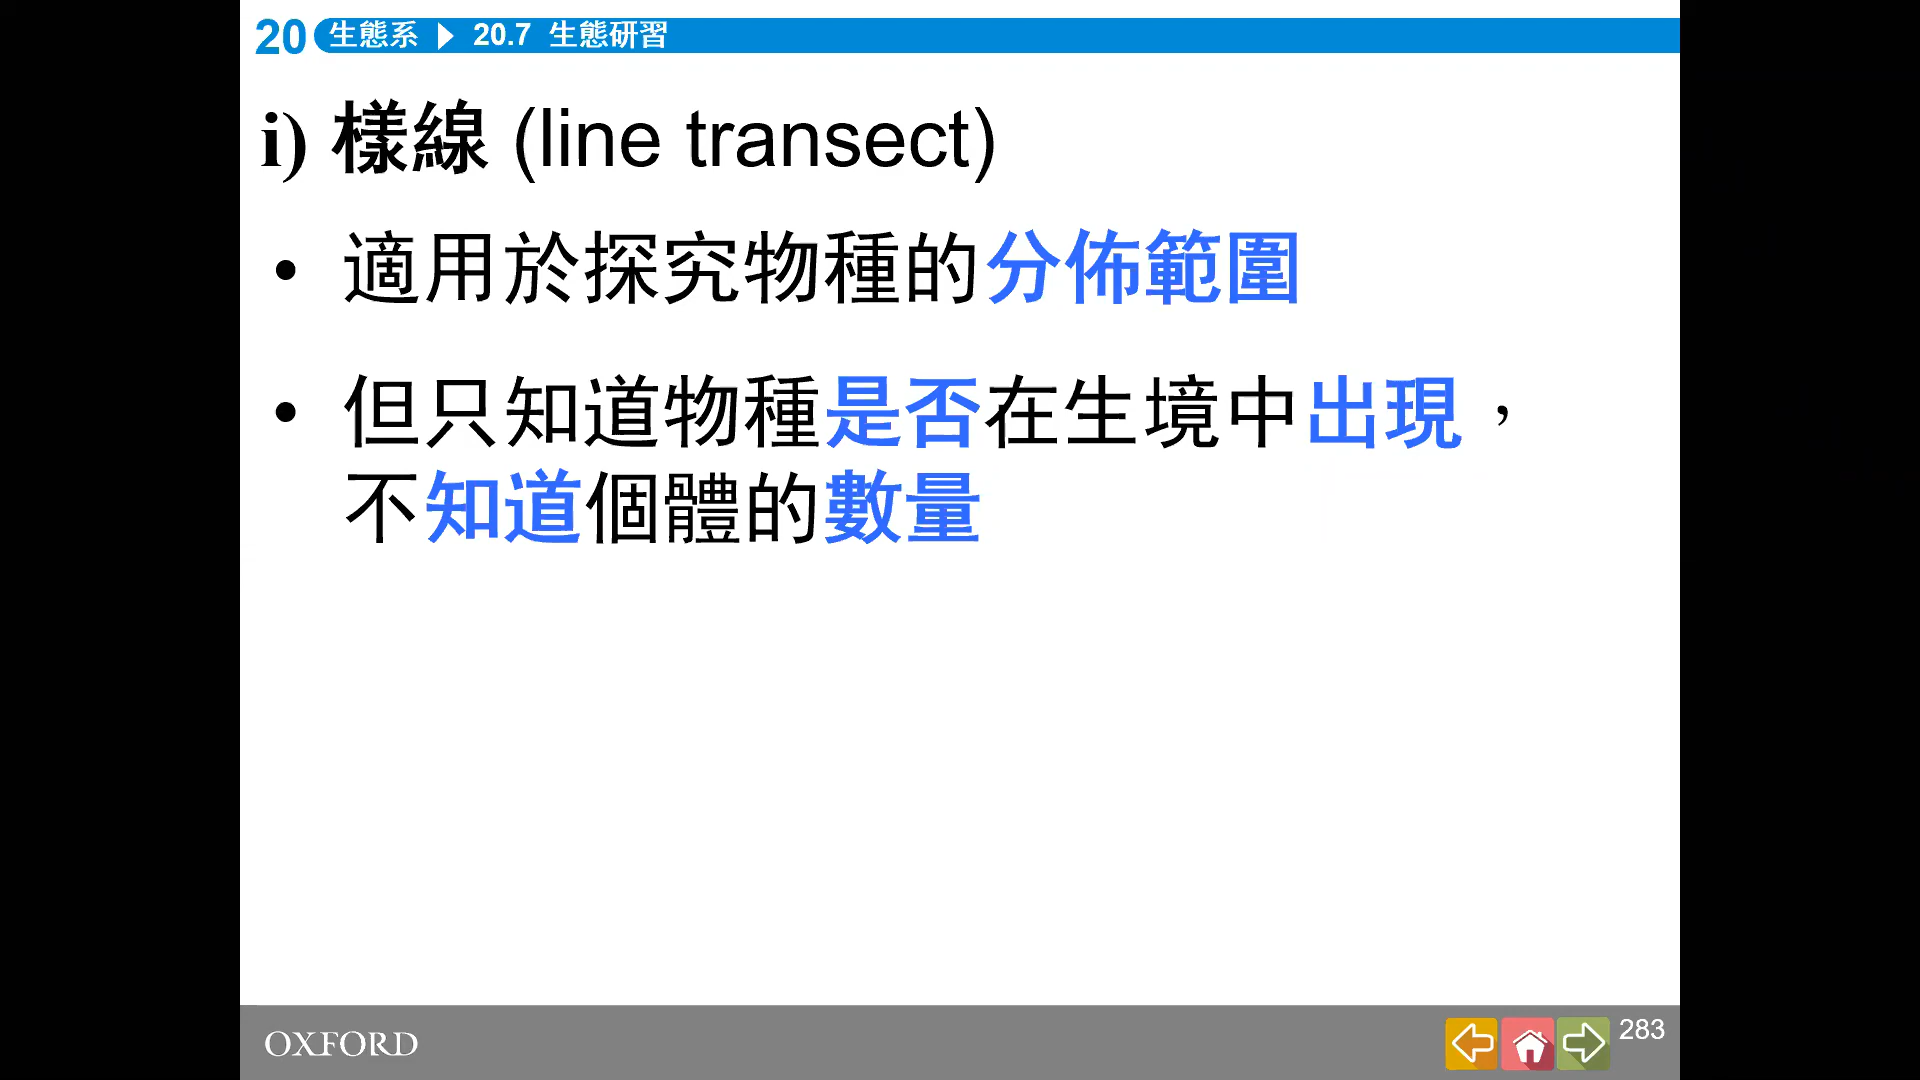 20 生態系 ▶ 20.7 生態研習
i) 樣線 (line transect)
• 適用於探究物種的分佈範圍
• 但只知道物種是否在生境中出現，
不知道個體的數量
OXFORD
283